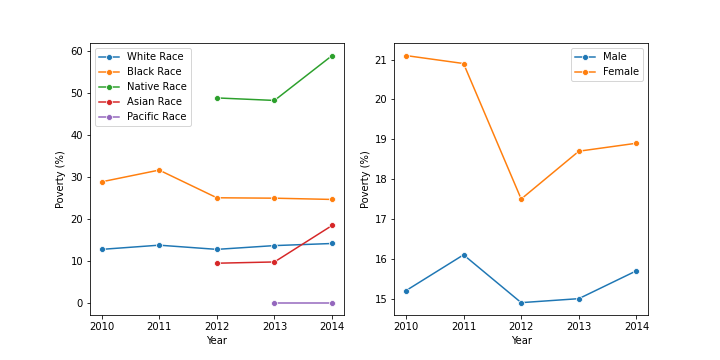 White Race
Black Race
Native Race
Asian Race
Pacific Race
60
50
40
30
20
10
0
Poverty (%)
2010 2011 2012 2013 2014
Year
Male
Female
21
20
19
18
17
16
15
Poverty (%)
2010 2011 2012 2013 2014
Year